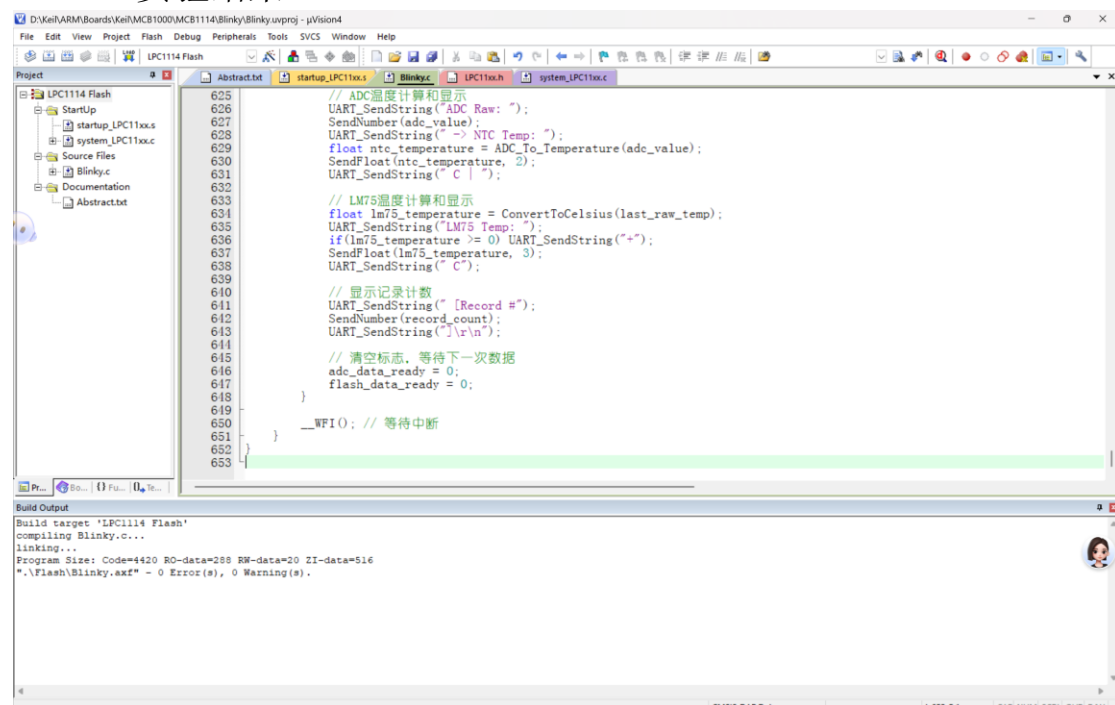 D:\Keil\ARM\Boards\Keil\MCB1000\MCB1114\Blinky\Blinky.uvproj - µVision4
File Edit View Project Flash Debug Peripherals Tools SVCS Window Help
LPC1114 Flash
Project
Abstract.txt startup_LPC11xx.s Blinky.c LPC11xx.h system_LPC11xx.c
LPC1114 Flash
StartUp
startup_LPC11xx.s
system_LPC11xx.c
Source Files
Blinky.c
Documentation
Abstract.txt
625 // ADC温度计算和显示
626 UART_SendString("ADC Raw: ");
627 SendNumber(adc_value);
628 UART_SendString(" -> NTC Temp: ");
629 float ntc_temperature = ADC_To_Temperature(adc_value);
630 SendFloat(ntc_temperature, 2);
631 UART_SendString(" C | ");
632
633 // LM75温度计算和显示
634 float lm75_temperature = ConvertToCelsius(last_raw_temp);
635 UART_SendString("LM75 Temp: ");
636 if(lm75_temperature >= 0) UART_SendString("+");
637 SendFloat(lm75_temperature, 3);
638 UART_SendString(" C");
639
640 // 显示记录计数
641 UART_SendString(" [Record #");
642 SendNumber(record_count);
643 UART_SendString("]\r\n");
644
645 // 清空标志，等待下一次数据
646 adc_data_ready = 0;
647 flash_data_ready = 0;
648 }
649
650 __WFI(); // 等待中断
651 }
652 }
653
Pr... Bo... {} Fu... Te...
Build Output
Build target 'LPC1114 Flash'
compiling Blinky.c...
linking...
Program Size: Code=4420 RO-data=288 RW-data=20 ZI-data=516
".\Flash\Blinky.axf" - 0 Error(s), 0 Warning(s).